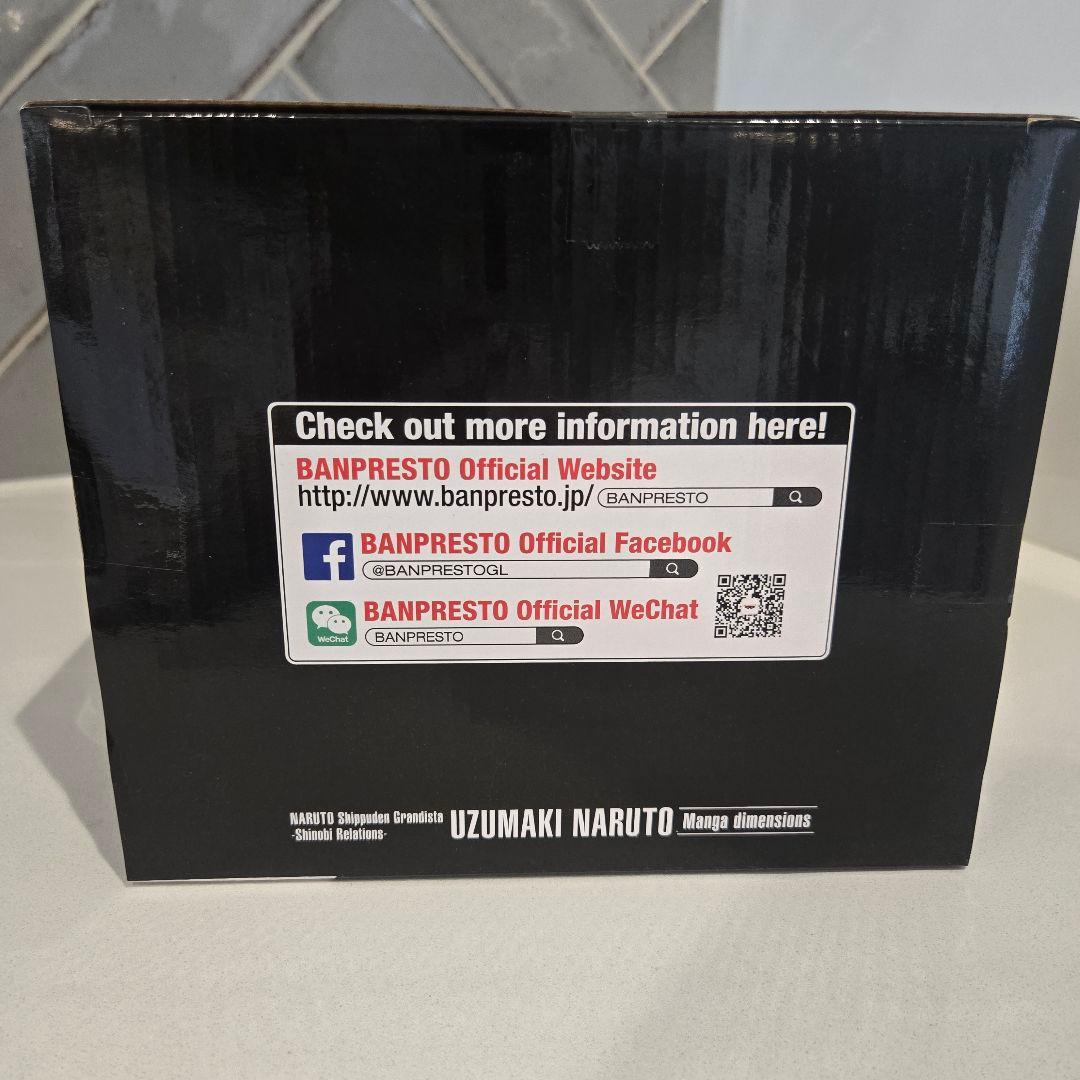 Check out more information here!
BANPRESTO Official Website
http://www.banpresto.jp/ BANPRESTO
BANPRESTO Official Facebook
@BANPRESTOGL
BANPRESTO Official WeChat
WeChat
BANPRESTO
NARUTO Shippuden Grandista
-Shinobi Relations-
UZUMAKI NARUTO
Manga dimensions